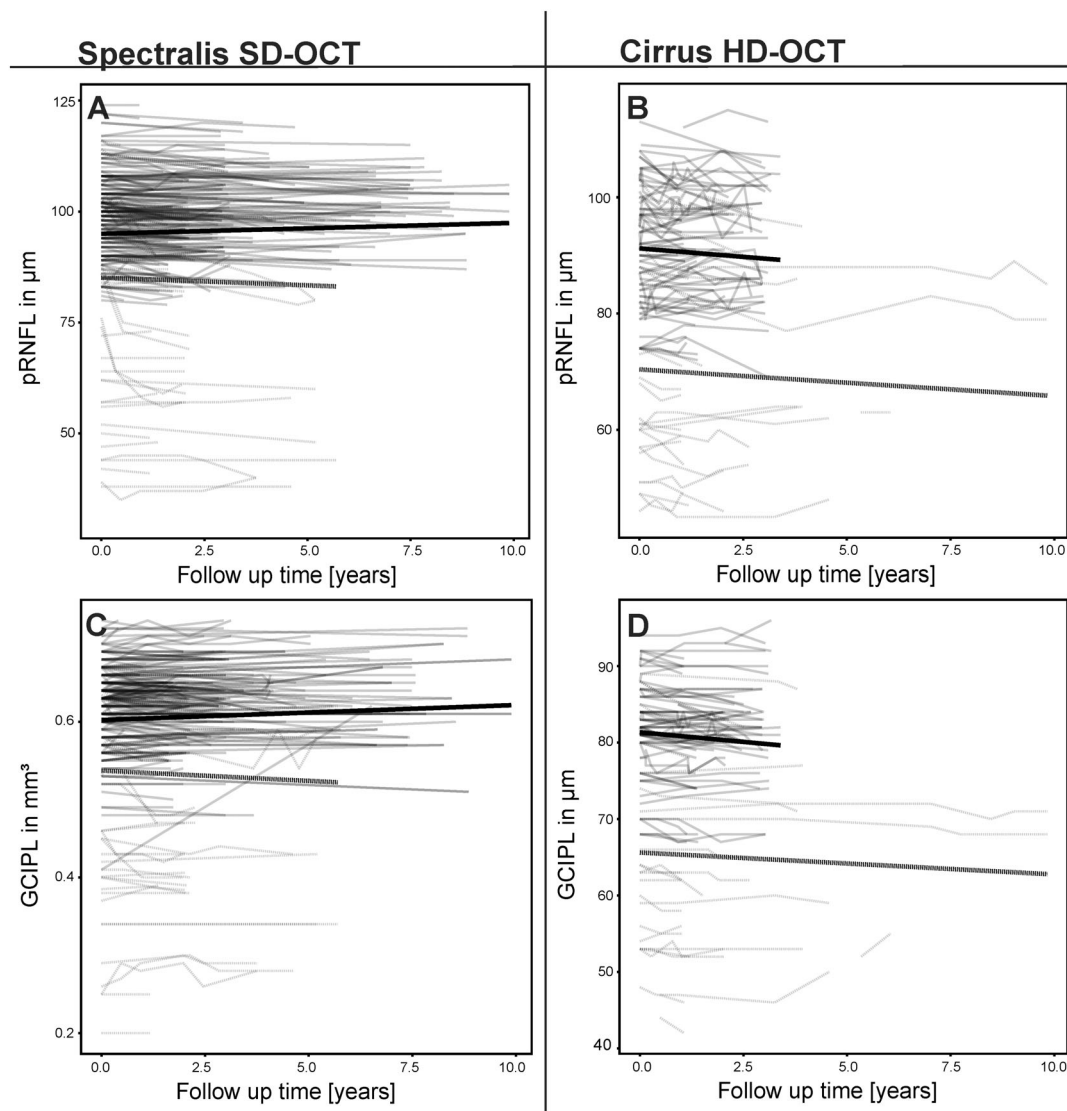 Spectralis SD-OCT
Cirrus HD-OCT
A
125
100
75
50
pRNFL in µm
0.0 2.5 5.0 7.5 10.0
Follow up time [years]
B
100
80
60
pRNFL in µm
0.0 2.5 5.0 7.5 10.0
Follow up time [years]
C
0.6
0.4
0.2
GCIPL in mm³
0.0 2.5 5.0 7.5 10.0
Follow up time [years]
D
90
80
70
60
50
40
GCIPL in µm
0.0 2.5 5.0 7.5 10.0
Follow up time [years]